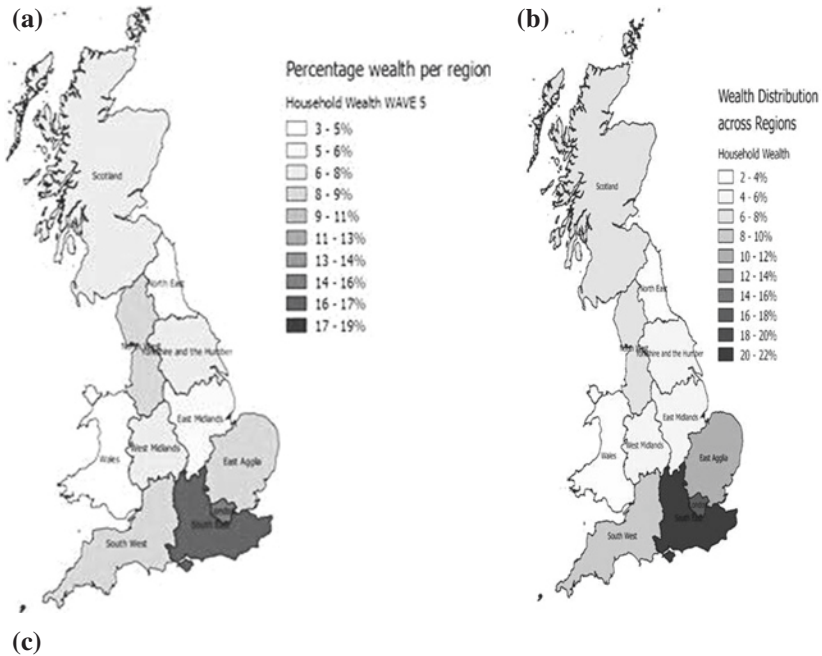 (a)
Percentage wealth per region
Household Wealth WAVE 5
3 - 5%
5 - 6%
6 - 8%
8 - 9%
9 - 11%
11 - 13%
13 - 14%
14 - 16%
16 - 17%
17 - 19%
Scotland
North East
Yorkshire and the Humber
East Midlands
West Midlands
Wales
East Anglia
London
South East
South West
(b)
Wealth Distribution
across Regions
Household Wealth
2 - 4%
4 - 6%
6 - 8%
8 - 10%
10 - 12%
12 - 14%
14 - 16%
16 - 18%
18 - 20%
20 - 22%
Scotland
North East
North West
Yorkshire and the Humber
East Midlands
West Midlands
Wales
East Anglia
London
South East
South West
(c)